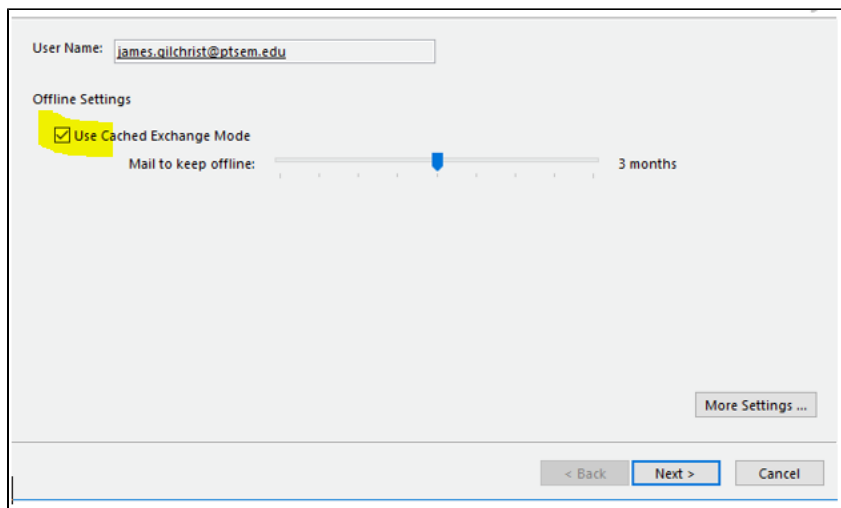 User Name: james.gilchrist@ptsem.edu
Offline Settings
Use Cached Exchange Mode
Mail to keep offline: 3 months
More Settings ...
< Back Next > Cancel